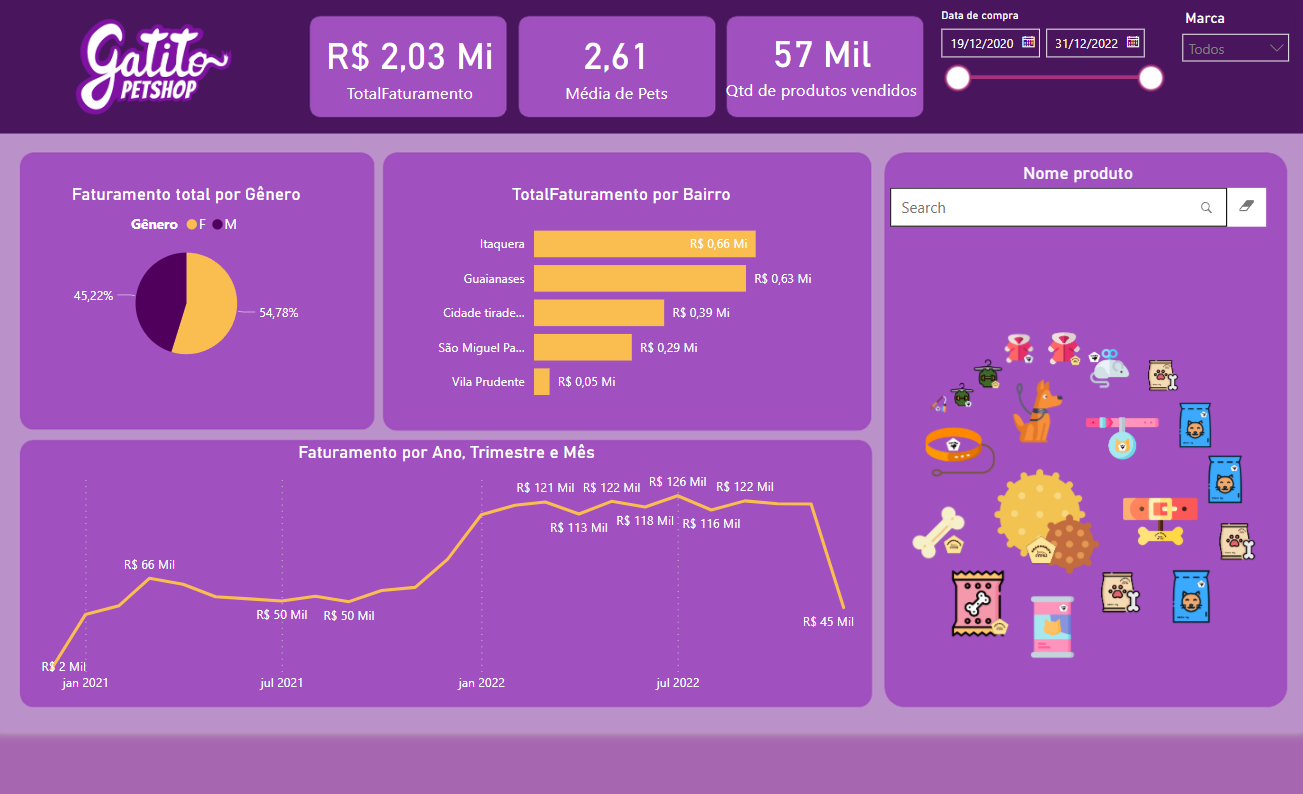 Gatito
PETSHOP
R$ 2,03 Mi
TotalFaturamento
2,61
Média de Pets
57 Mil
Qtd de produtos vendidos
Data de compra
19/12/2020
31/12/2022
Marca
Todos
Faturamento total por Gênero
Gênero F M
45,22%
54,78%
TotalFaturamento por Bairro
Itaquera R$ 0,66 Mi
Guaianases R$ 0,63 Mi
Cidade tirade... R$ 0,39 Mi
São Miguel Pa... R$ 0,29 Mi
Vila Prudente R$ 0,05 Mi
Nome produto
Search
Faturamento por Ano, Trimestre e Mês
R$ 2 Mil
R$ 66 Mil
R$ 50 Mil
R$ 50 Mil
R$ 121 Mil
R$ 113 Mil
R$ 122 Mil
R$ 118 Mil
R$ 126 Mil
R$ 116 Mil
R$ 122 Mil
R$ 45 Mil
jan 2021
jul 2021
jan 2022
jul 2022